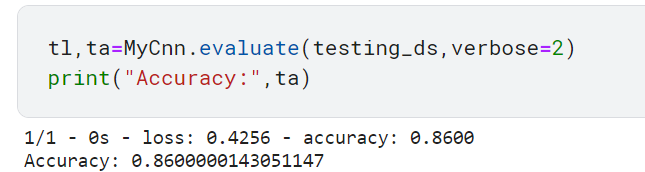 tl,ta=MyCnn.evaluate(testing_ds,verbose=2)
print("Accuracy:",ta)
1/1 - 0s - loss: 0.4256 - accuracy: 0.8600
Accuracy: 0.8600000143051147